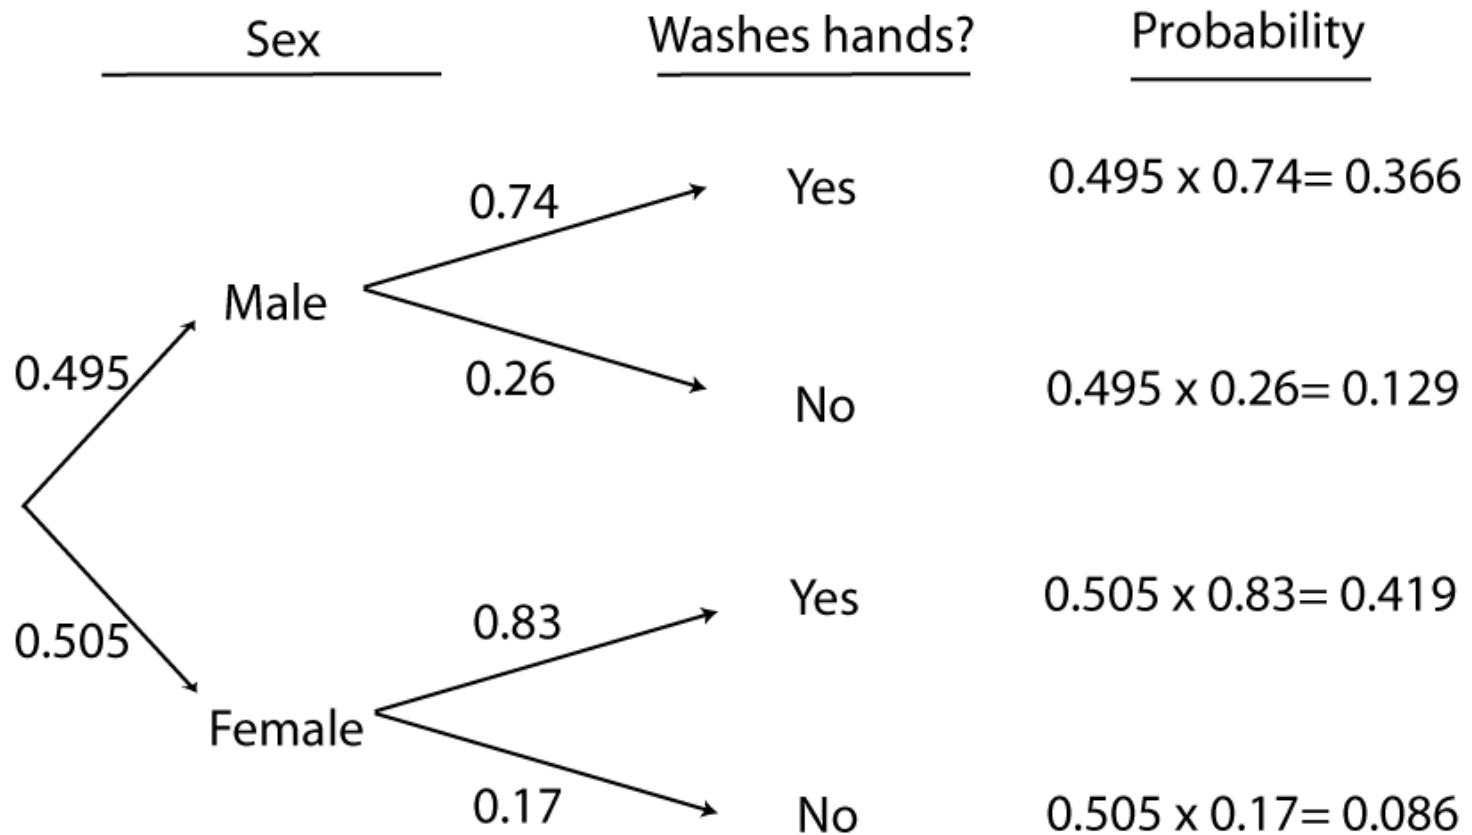 Sex
Washes hands?
Probability
0.74
Yes
0.495 x 0.74= 0.366
Male
0.495
0.26
No
0.495 x 0.26= 0.129
0.83
Yes
0.505 x 0.83= 0.419
0.505
Female
0.17
No
0.505 x 0.17= 0.086